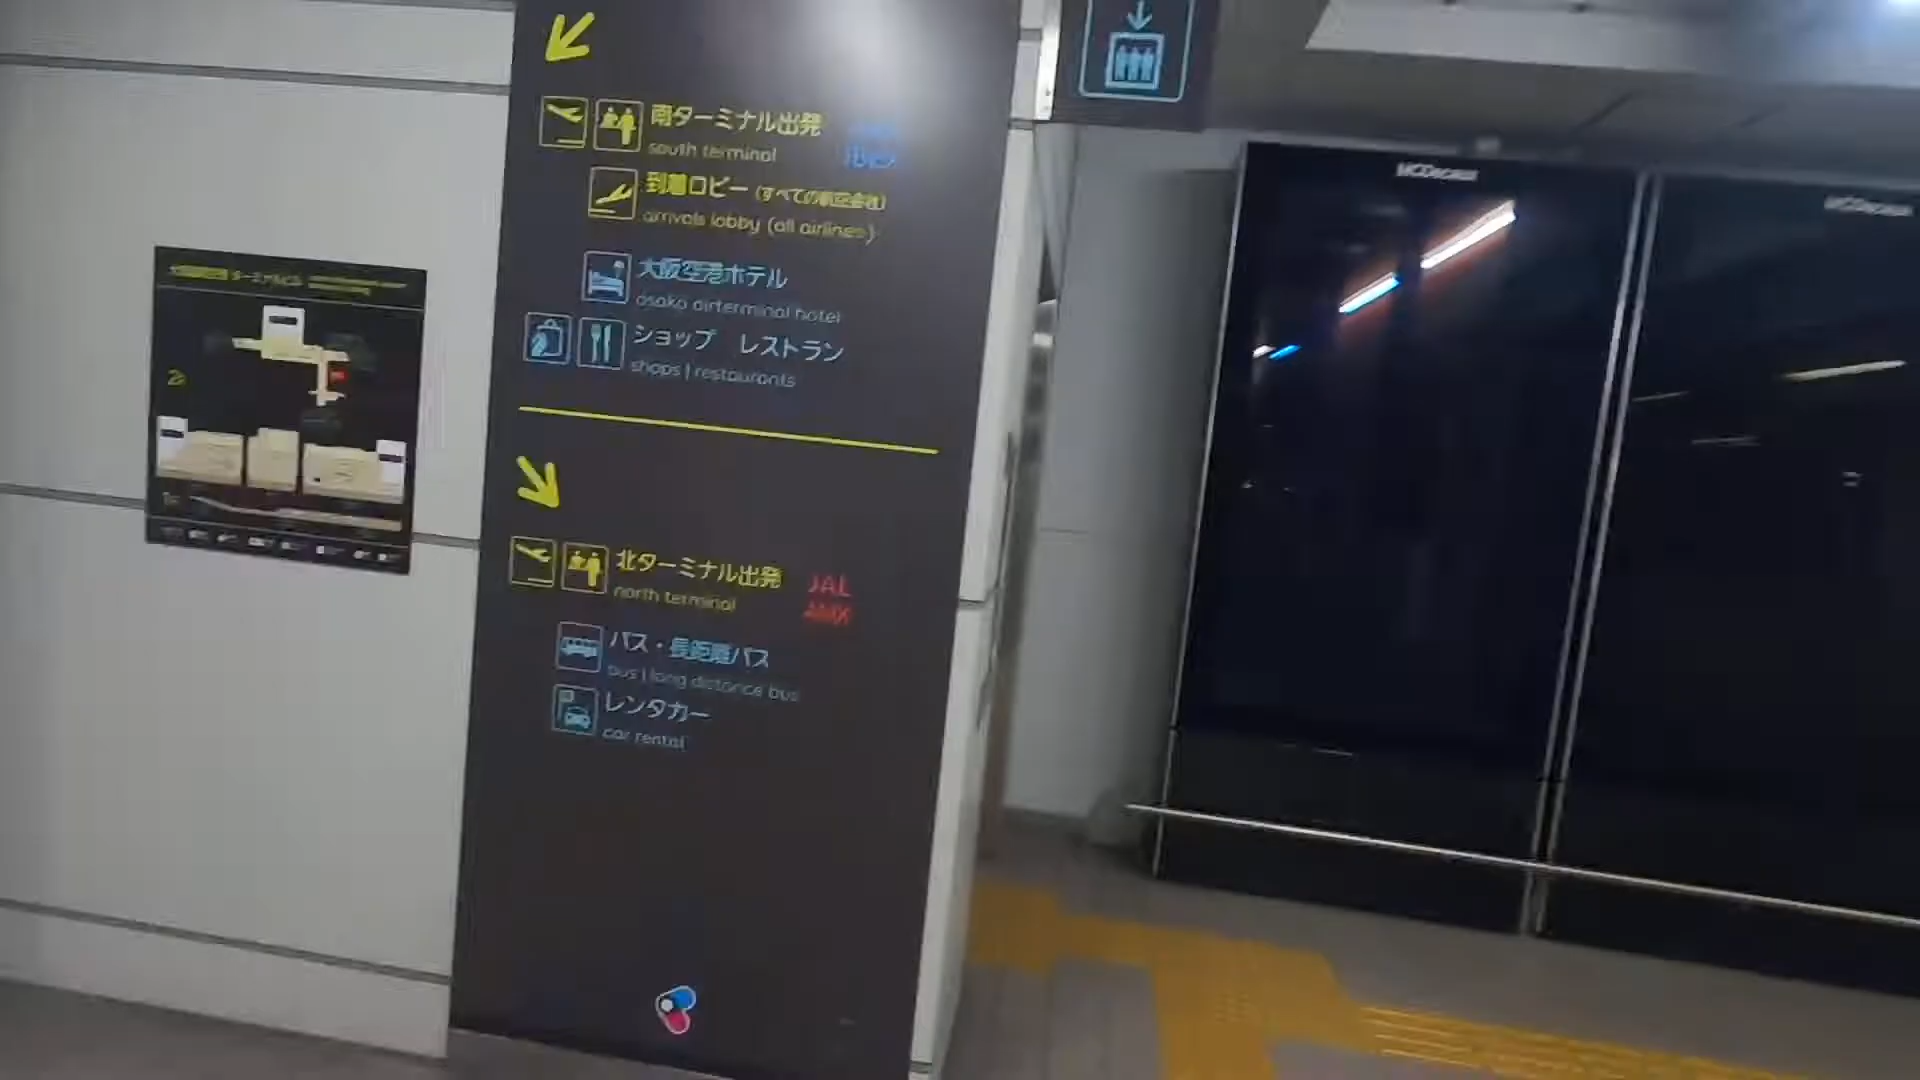 南ターミナル出発
south terminal
到着ロビー (すべての航空会社)
arrivals lobby (all airlines)
大阪空港ホテル
osaka airterminal hotel
ショップ レストラン
shops | restaurants
北ターミナル出発 JAL
north terminal
バス・長距離バス
bus | long distance bus
レンタカー
car rental
MCDecaux
MCDecaux